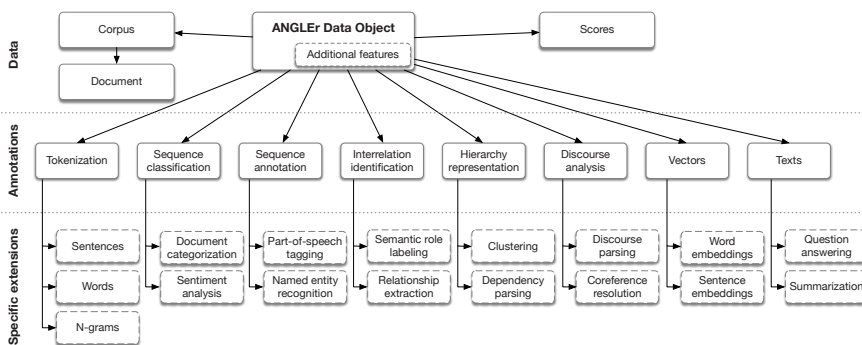 Data
Corpus
ANGLEr Data Object
Scores
Additional features
Document
Annotations
Tokenization
Sequence
classification
Sequence
annotation
Interrelation
identification
Hierarchy
representation
Discourse
analysis
Vectors
Texts
Specific extensions
Sentences
Document
categorization
Part-of-speech
tagging
Semantic role
labeling
Clustering
Discourse
parsing
Word
embeddings
Question
answering
Words
Sentiment
analysis
Named entity
recognition
Relationship
extraction
Dependency
parsing
Coreference
resolution
Sentence
embeddings
Summarization
N-grams